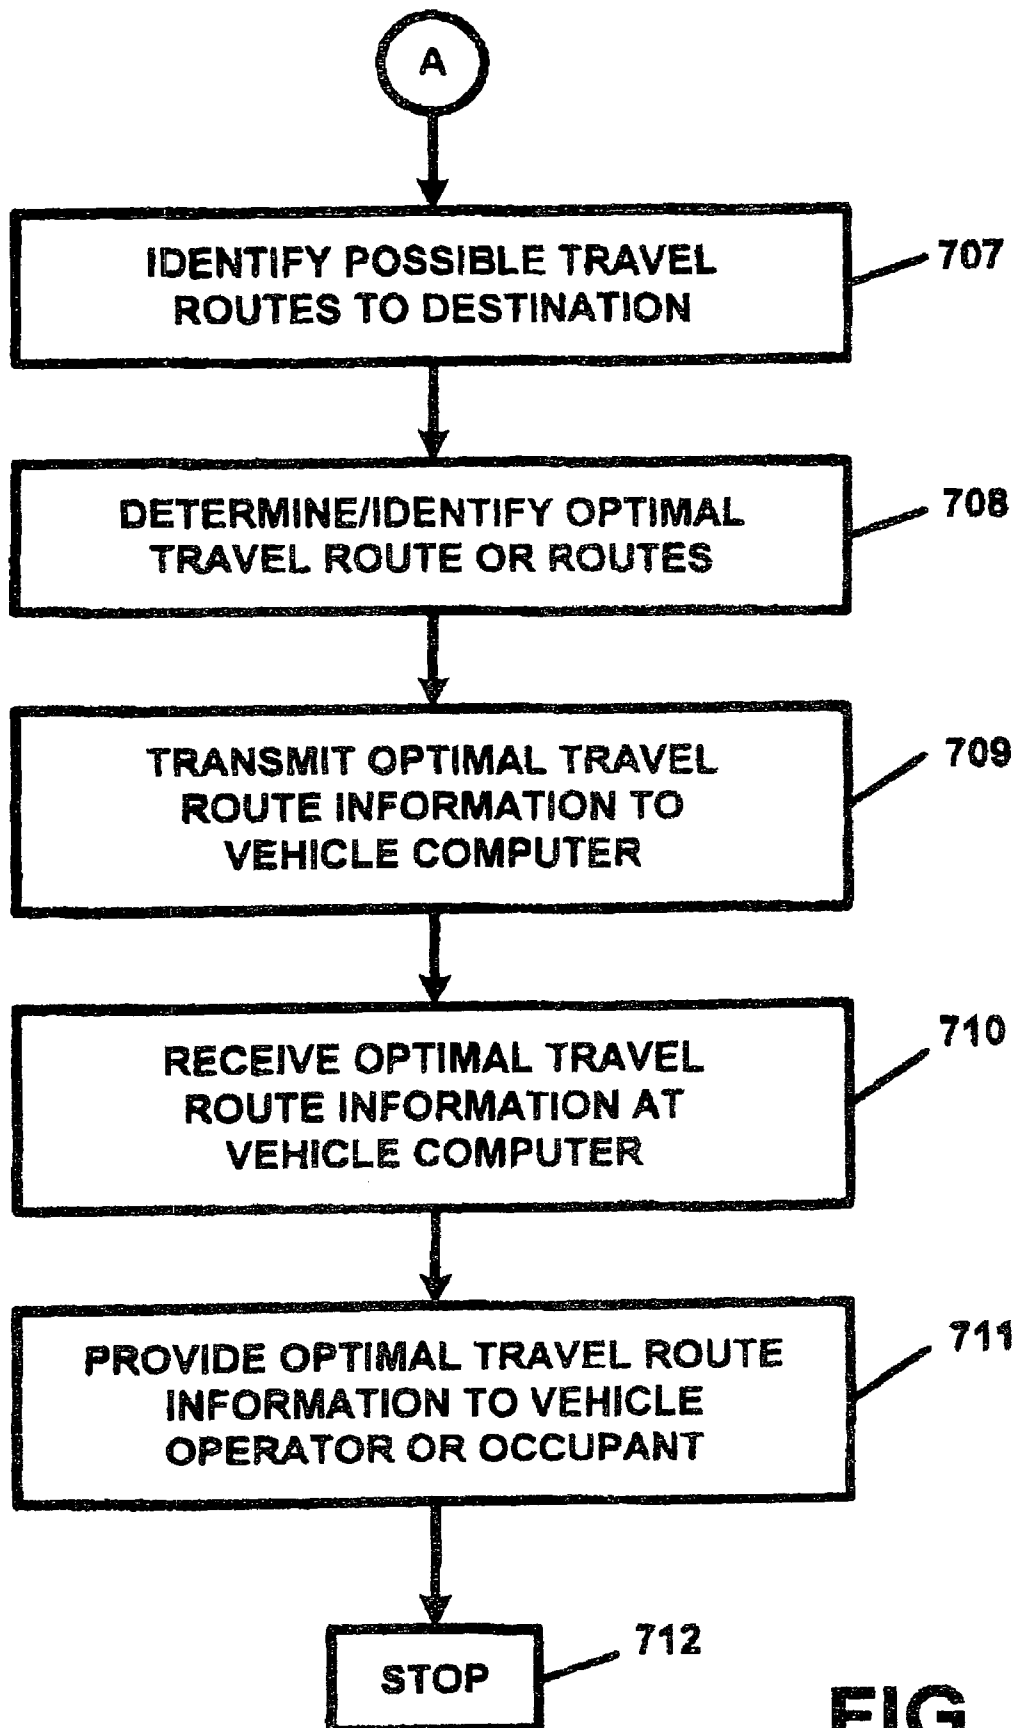 A
IDENTIFY POSSIBLE TRAVEL
ROUTES TO DESTINATION
707
DETERMINE/IDENTIFY OPTIMAL
TRAVEL ROUTE OR ROUTES
708
TRANSMIT OPTIMAL TRAVEL
ROUTE INFORMATION TO
VEHICLE COMPUTER
709
RECEIVE OPTIMAL TRAVEL
ROUTE INFORMATION AT
VEHICLE COMPUTER
710
PROVIDE OPTIMAL TRAVEL ROUTE
INFORMATION TO VEHICLE
OPERATOR OR OCCUPANT
711
STOP
712
FIG